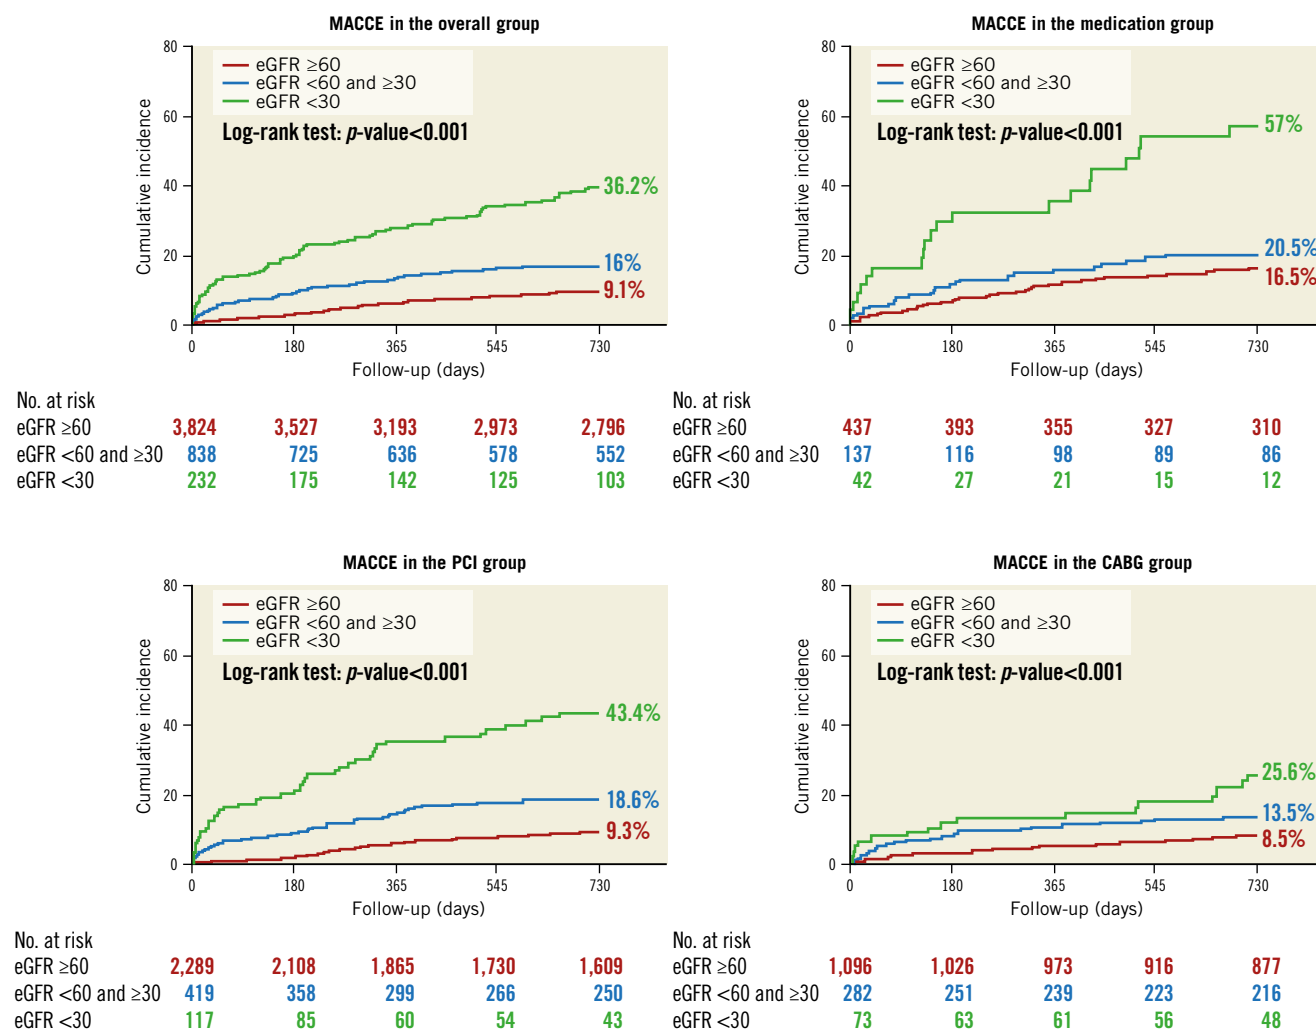 MACCE in the overall group
80
60
40
20
0
Cumulative incidence
eGFR ≥60
eGFR <60 and ≥30
eGFR <30
Log-rank test: p-value<0.001
36.2%
16%
9.1%
0 180 365 545 730
Follow-up (days)
No. at risk
eGFR ≥60 3,824 3,527 3,193 2,973 2,796
eGFR <60 and ≥30 838 725 636 578 552
eGFR <30 232 175 142 125 103
MACCE in the medication group
80
60
40
20
0
Cumulative incidence
eGFR ≥60
eGFR <60 and ≥30
eGFR <30
Log-rank test: p-value<0.001
57%
20.5%
16.5%
0 180 365 545 730
Follow-up (days)
No. at risk
eGFR ≥60 437 393 355 327 310
eGFR <60 and ≥30 137 116 98 89 86
eGFR <30 42 27 21 15 12
MACCE in the PCI group
80
60
40
20
0
Cumulative incidence
eGFR ≥60
eGFR <60 and ≥30
eGFR <30
Log-rank test: p-value<0.001
43.4%
18.6%
9.3%
0 180 365 545 730
Follow-up (days)
No. at risk
eGFR ≥60 2,289 2,108 1,865 1,730 1,609
eGFR <60 and ≥30 419 358 299 266 250
eGFR <30 117 85 60 54 43
MACCE in the CABG group
80
60
40
20
0
Cumulative incidence
eGFR ≥60
eGFR <60 and ≥30
eGFR <30
Log-rank test: p-value<0.001
25.6%
13.5%
8.5%
0 180 365 545 730
Follow-up (days)
No. at risk
eGFR ≥60 1,096 1,026 973 916 877
eGFR <60 and ≥30 282 251 239 223 216
eGFR <30 73 63 61 56 48